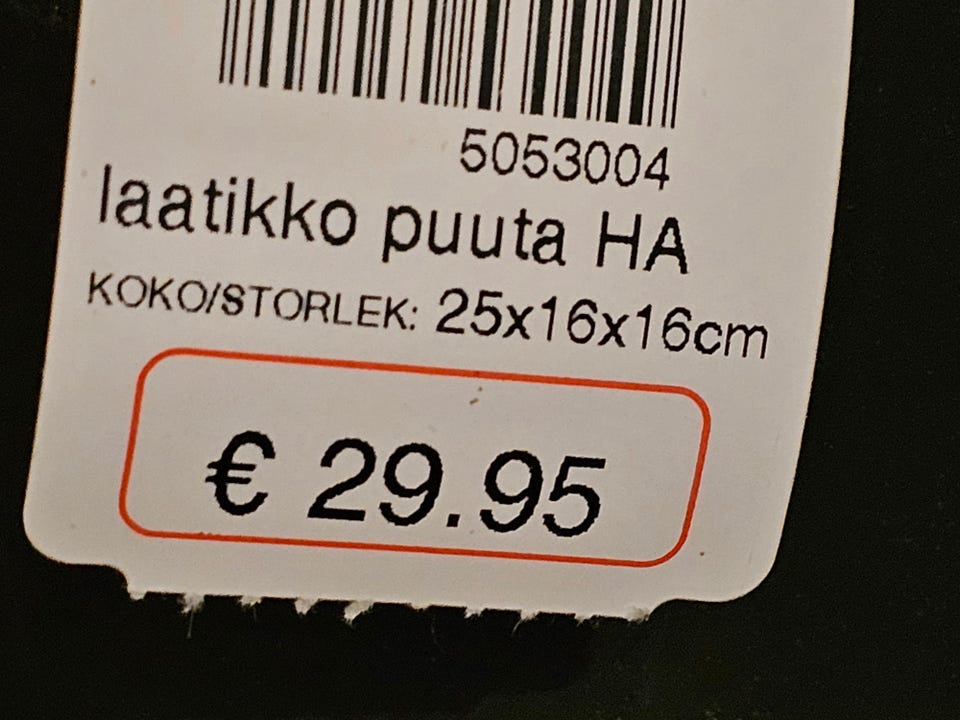 5053004
laatikko puuta HA
KOKO/STORLEK: 25x16x16cm
€ 29.95